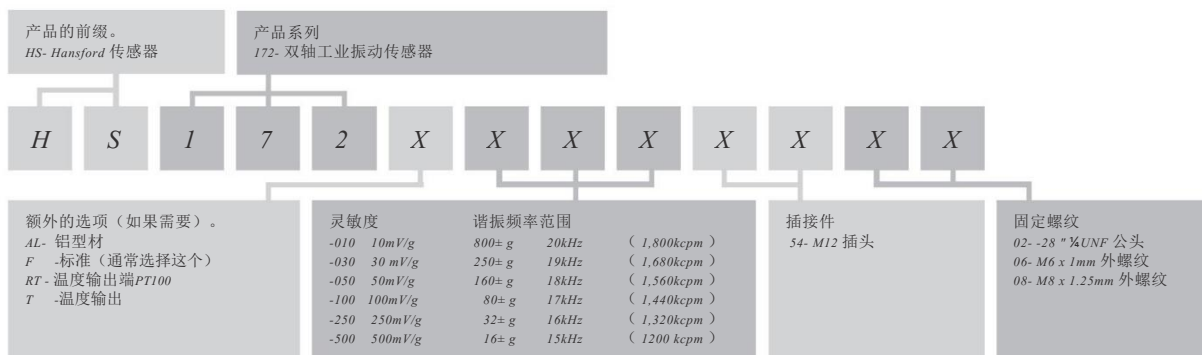 产品的前缀。
HS- Hansford 传感器
产品系列
172- 双轴工业振动传感器
H S 1 7 2 X X X X X X X X
额外的选项（如果需要）。
AL- 铝型材
F -标准（通常选择这个）
RT - 温度输出端PT100
T -温度输出
灵敏度 谐振频率范围
-010 10mV/g 800± g 20kHz ( 1,800kcpm )
-030 30 mV/g 250± g 19kHz ( 1,680kcpm )
-050 50mV/g 160± g 18kHz ( 1,560kcpm )
-100 100mV/g 80± g 17kHz ( 1,440kcpm )
-250 250mV/g 32± g 16kHz ( 1,320kcpm )
-500 500mV/g 16± g 15kHz ( 1200 kcpm )
插接件
54- M12 插头
固定螺纹
02- -28 " ¼UNF 公头
06- M6 x 1mm 外螺纹
08- M8 x 1.25mm 外螺纹